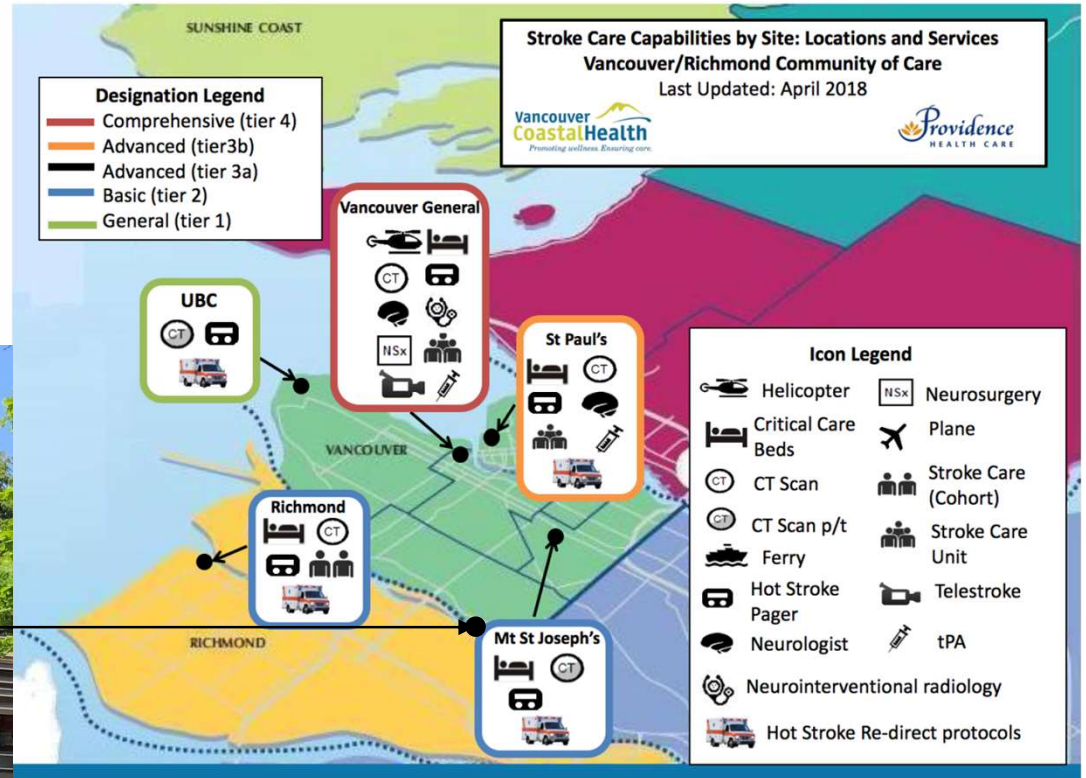 SUNSHINE COAST
Stroke Care Capabilities by Site: Locations and Services
Vancouver/Richmond Community of Care
Last Updated: April 2018
Vancouver
CoastalHealth
Promoting wellness. Ensuring care.
Providence
HEALTH CARE
Designation Legend
Comprehensive (tier 4)
Advanced (tier3b)
Advanced (tier 3a)
Basic (tier 2)
General (tier 1)
Vancouver General
CT
NSx
UBC
CT
St Paul's
CT
VANCOUVER
Richmond
CT
RICHMOND
Mt St Joseph's
CT
Icon Legend
Helicopter
NSx Neurosurgery
Critical Care
Beds
Plane
CT CT Scan
Stroke Care
(Cohort)
CT CT Scan p/t
Stroke Care
Unit
Ferry
Hot Stroke
Pager
Telestroke
Neurologist
tPA
Neurointerventional radiology
Hot Stroke Re-direct protocols